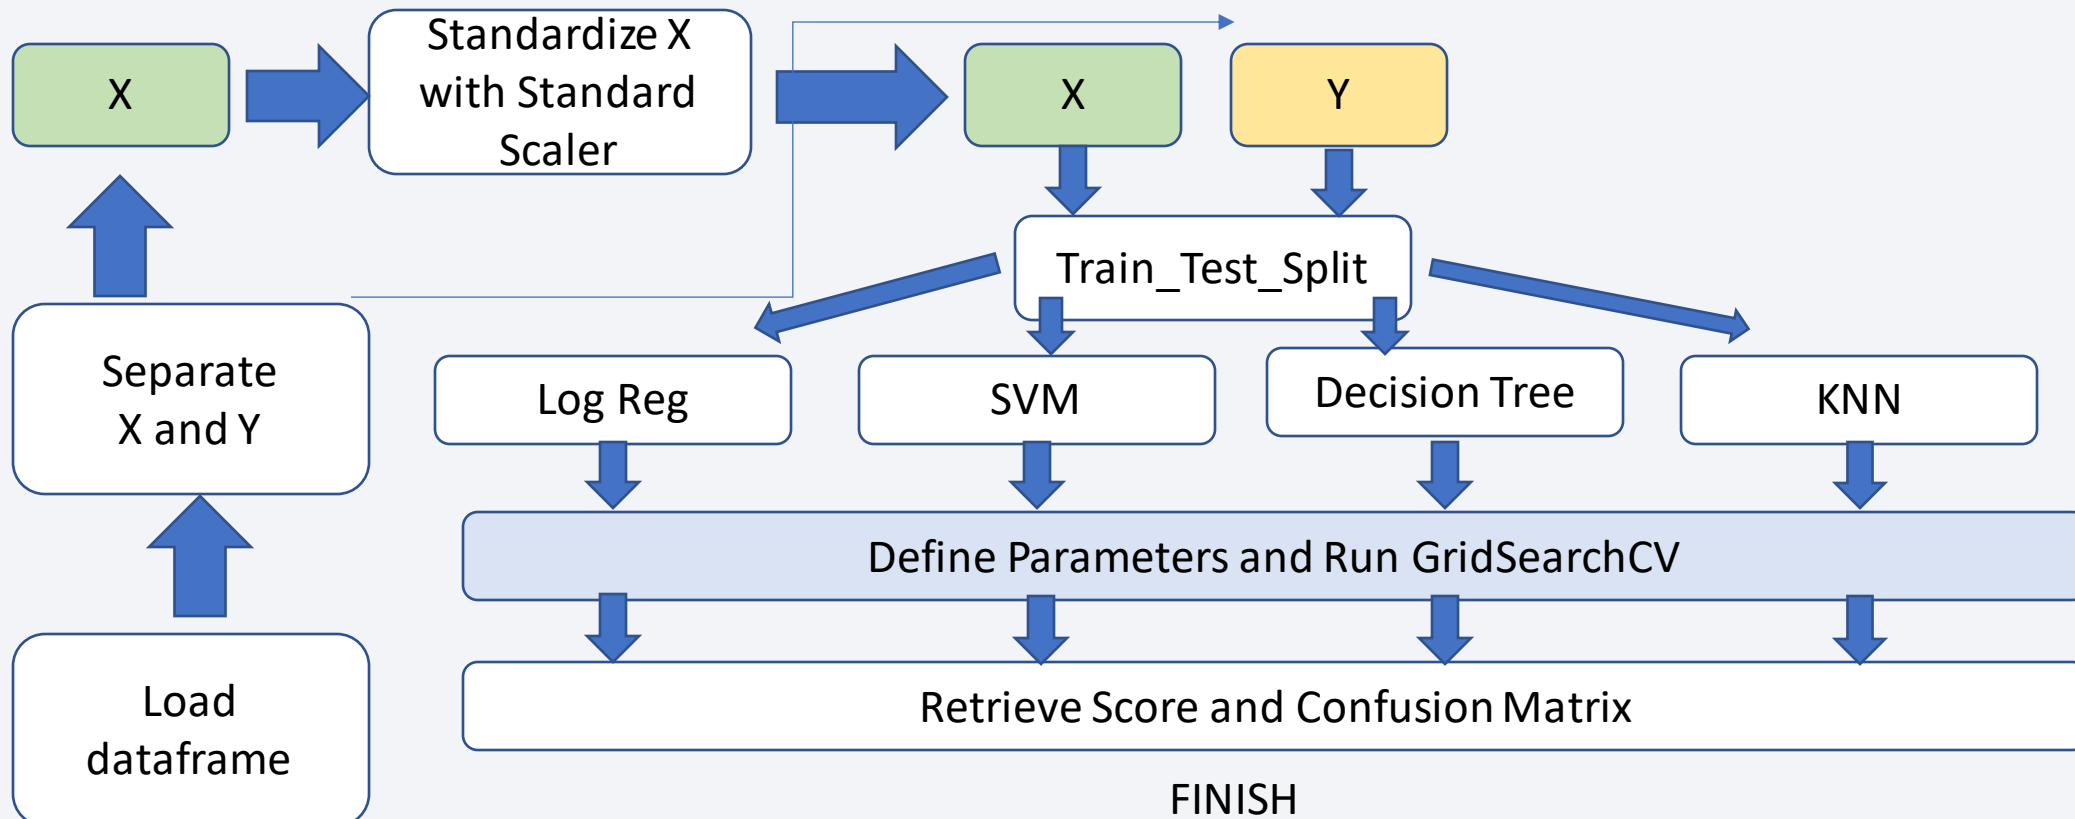 X
Standardize X
with Standard
Scaler
X
Y
Train_Test_Split
Separate
X and Y
Log Reg
SVM
Decision Tree
KNN
Define Parameters and Run GridSearchCV
Load
dataframe
Retrieve Score and Confusion Matrix
FINISH